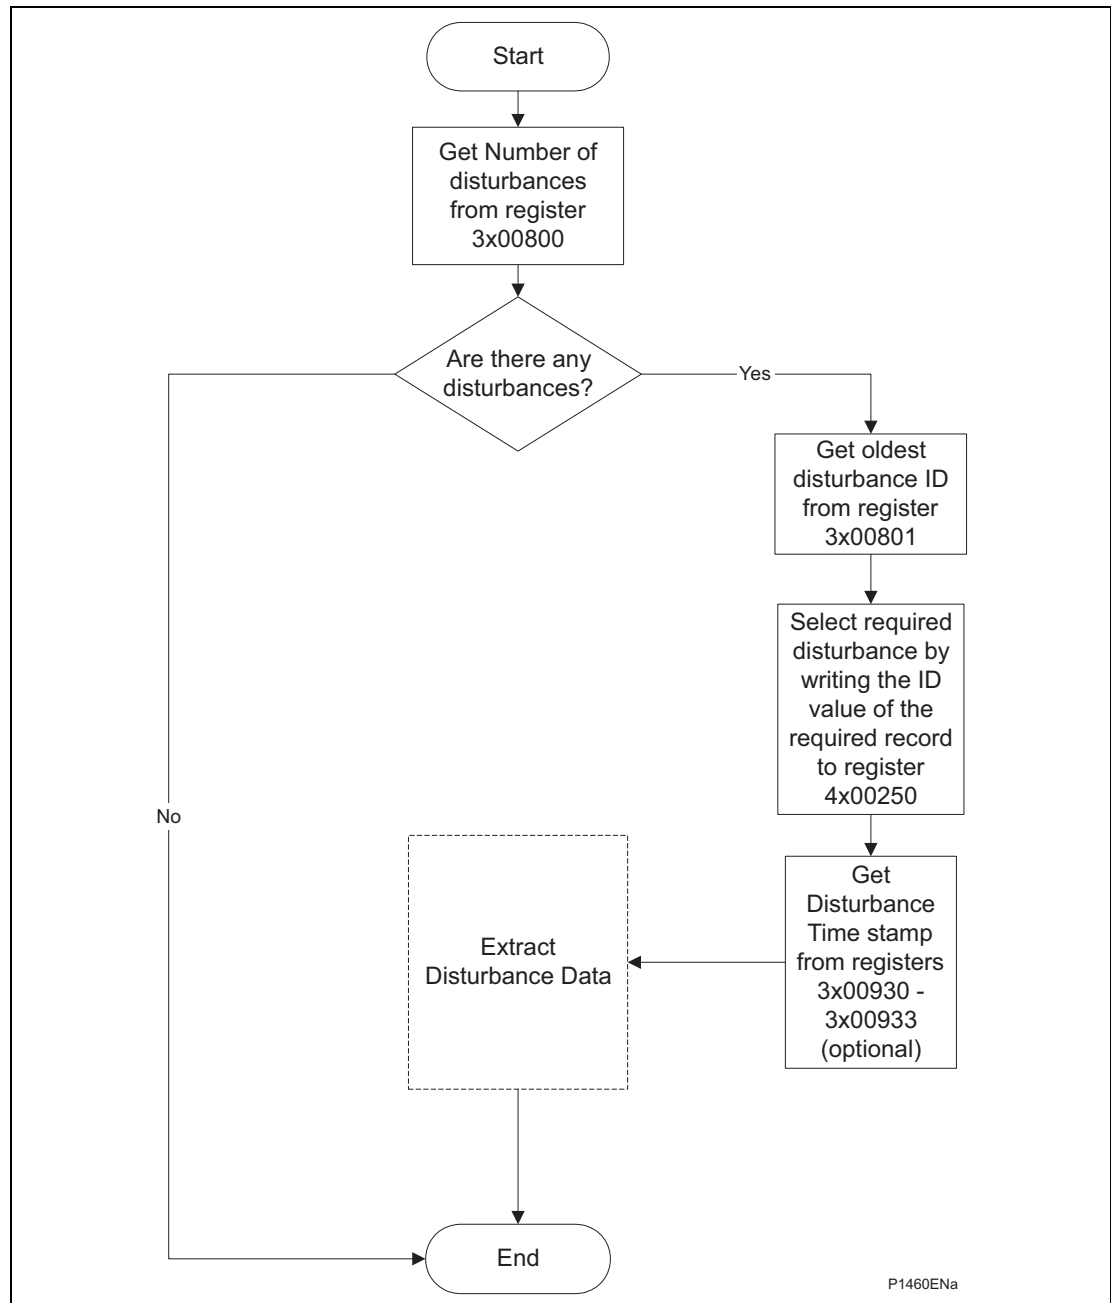 Start
Get Number of
disturbances
from register
3x00800
Are there any
disturbances?
Yes
Get oldest
disturbance ID
from register
3x00801
Select required
disturbance by
writing the ID
value of the
required record
to register
4x00250
No
Get
Disturbance
Time stamp
from registers
3x00930 -
3x00933
(optional)
Extract
Disturbance Data
End
P1460ENa